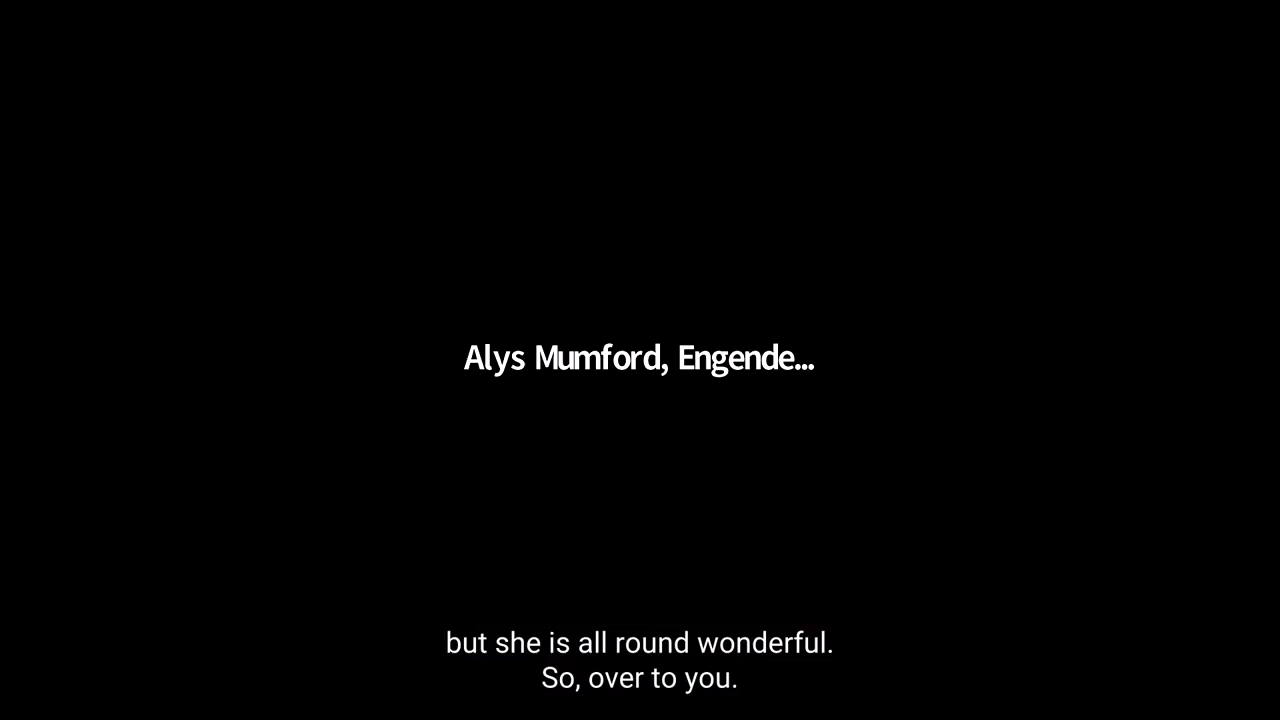 Alys Mumford, Engende...
but she is all round wonderful.
So, over to you.